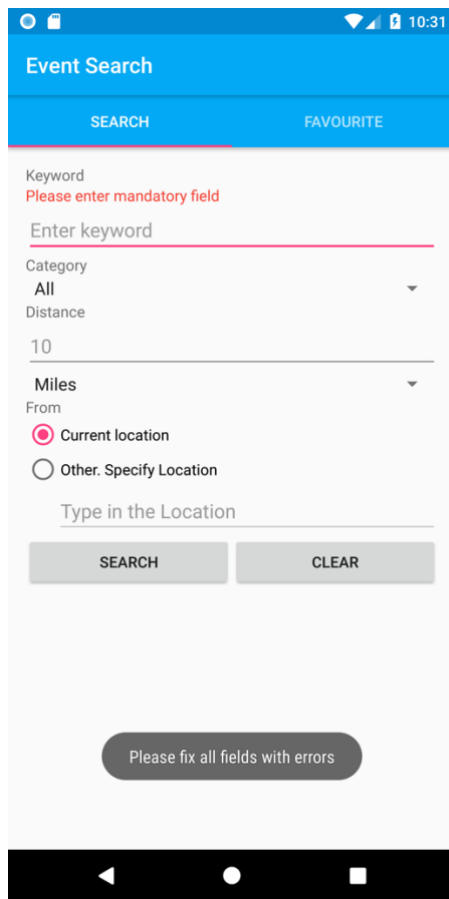 10:31
Event Search
SEARCH FAVOURITE
Keyword
Please enter mandatory field
Enter keyword
Category
All
Distance
10
Miles
From
Current location
Other. Specify Location
Type in the Location
SEARCH CLEAR
Please fix all fields with errors